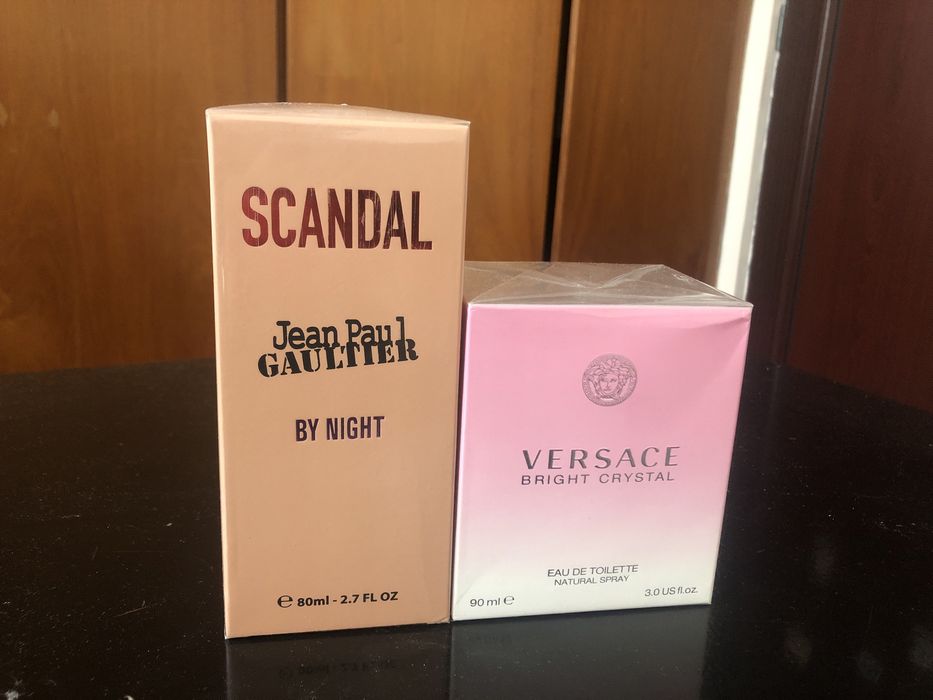 SCANDAL
Jean Paul
GAULTIER
BY NIGHT
℮ 80ml - 2.7 FL OZ
VERSACE
BRIGHT CRYSTAL
EAU DE TOILETTE
NATURAL SPRAY
90 ml ℮ 3.0 US fl.oz.